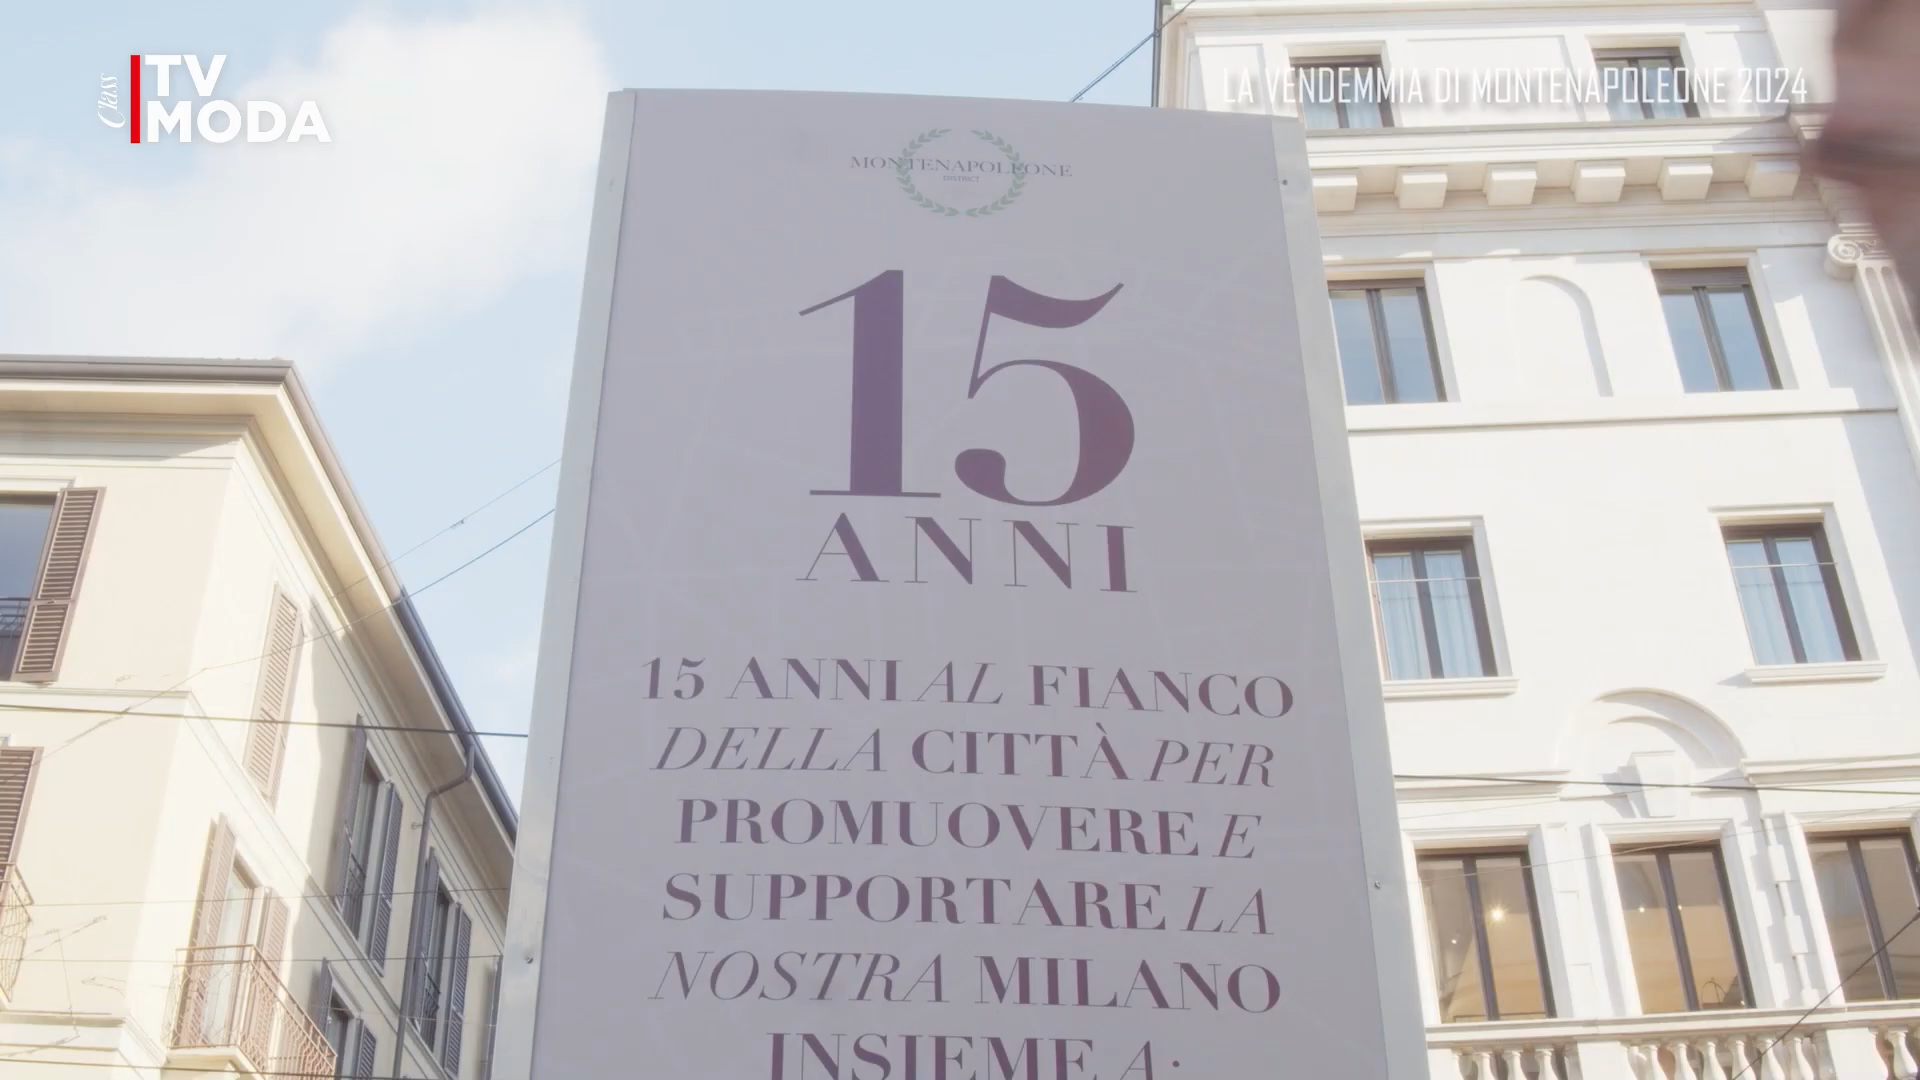 Class
TV
MODA
LA VENDEMMIA DI MONTENAPOLEONE 2024
MONTENAPOLEONE
DISTRICT
15
ANNI
15 ANNI AL FIANCO
DELLA CITTÀ PER
PROMUOVERE E
SUPPORTARE LA
NOSTRA MILANO
INSIEME A: